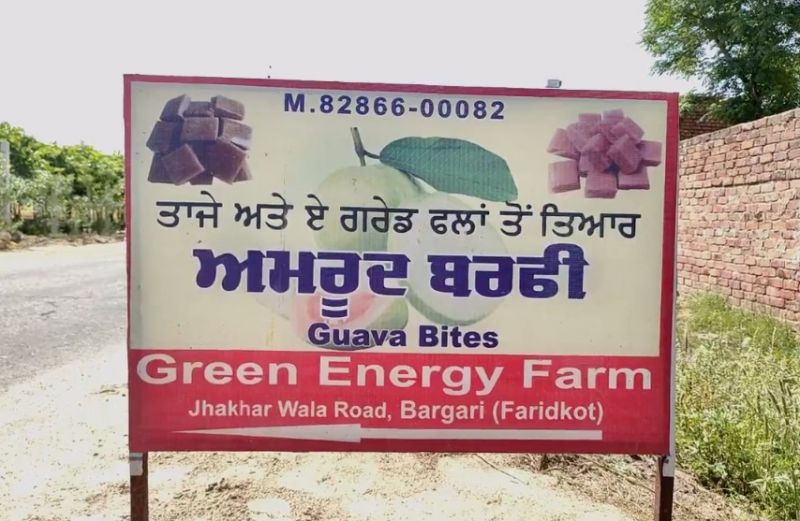 M.82866-00082
ਤਾਜੇ ਅਤੇ ਏ ਗਰੇਡ ਫਲਾਂ ਤੋਂ ਤਿਆਰ
ਅਮਰੂਦ ਬਰਫੀ
Guava Bites
Green Energy Farm
Jhakhar Wala Road, Bargari (Faridkot)